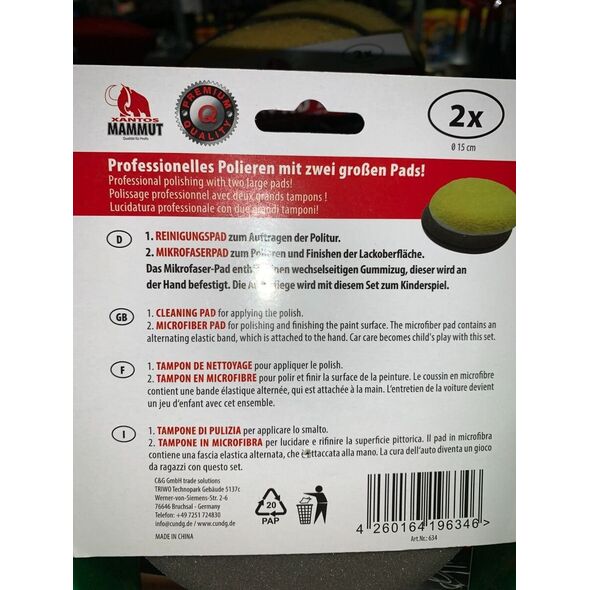 XANTOS
MAMMUT
Qualität für Profis
PREMIUM
Q
QUALITY
2x
Ø 15 cm
Professionelles Polieren mit zwei großen Pads!
Professional polishing with two large pads!
Polissage professionnel avec deux grands tampons !
Lucidatura professionale con due grandi tamponi!
D
1. REINIGUNGSPAD zum Auftragen der Politur.
2. MIKROFASERPAD zum Polieren und Finishen der Lackoberfläche.
Das Mikrofaser-Pad enthält einen wechselseitigen Gummizug, dieser wird an
der Hand befestigt. Die Autopflege wird mit diesem Set zum Kinderspiel.
GB
1. CLEANING PAD for applying the polish.
2. MICROFIBER PAD for polishing and finishing the paint surface. The microfiber pad contains an
alternating elastic band, which is attached to the hand. Car care becomes child's play with this set.
F
1. TAMPON DE NETTOYAGE pour appliquer le polish.
2. TAMPON EN MICROFIBRE pour polir et finir la surface de la peinture. Le coussin en microfibre
contient une bande élastique alternée, qui est attachée à la main. L'entretien de la voiture devient
un jeu d'enfant avec cet ensemble.
I
1. TAMPONE DI PULIZIA per applicare lo smalto.
2. TAMPONE IN MICROFIBRA per lucidare e rifinire la superficie pittorica. Il pad in microfibra
contiene una fascia elastica alternata, che è attaccata alla mano. La cura dell'auto diventa un gioco
da ragazzi con questo set.
C&G GmbH trade solutions
TRIWO Technopark Gebäude 5137c
Werner-von-Siemens-Str. 2-6
76646 Bruchsal - Germany
Telefon: +49 7251 724830
info@cundg.de / www.cundg.de
MADE IN CHINA
20
PAP
4 260164 196346 >
Art.Nr.: 634